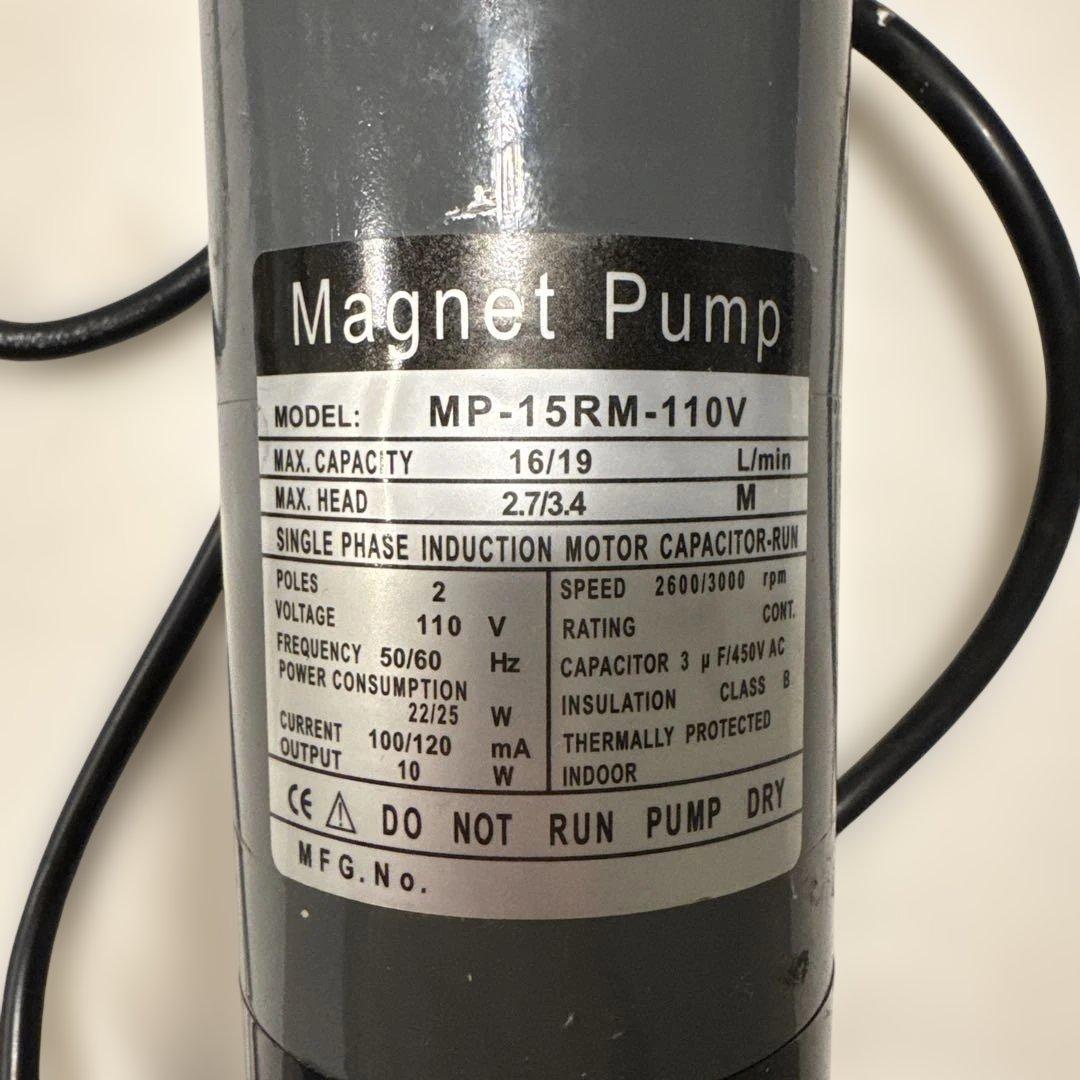 Magnet Pump
MODEL: MP-15RM-110V
MAX. CAPACITY 16/19 L/min
MAX. HEAD 2.7/3.4 M
SINGLE PHASE INDUCTION MOTOR CAPACITOR-RUN
POLES 2
VOLTAGE 110 V
FREQUENCY 50/60 Hz
POWER CONSUMPTION
22/25 W
CURRENT 100/120 mA
OUTPUT 10 W
SPEED 2600/3000 rpm
RATING CONT.
CAPACITOR 3 μF/450V AC
INSULATION CLASS B
THERMALLY PROTECTED
INDOOR
CE DO NOT RUN PUMP DRY
MFG.No.